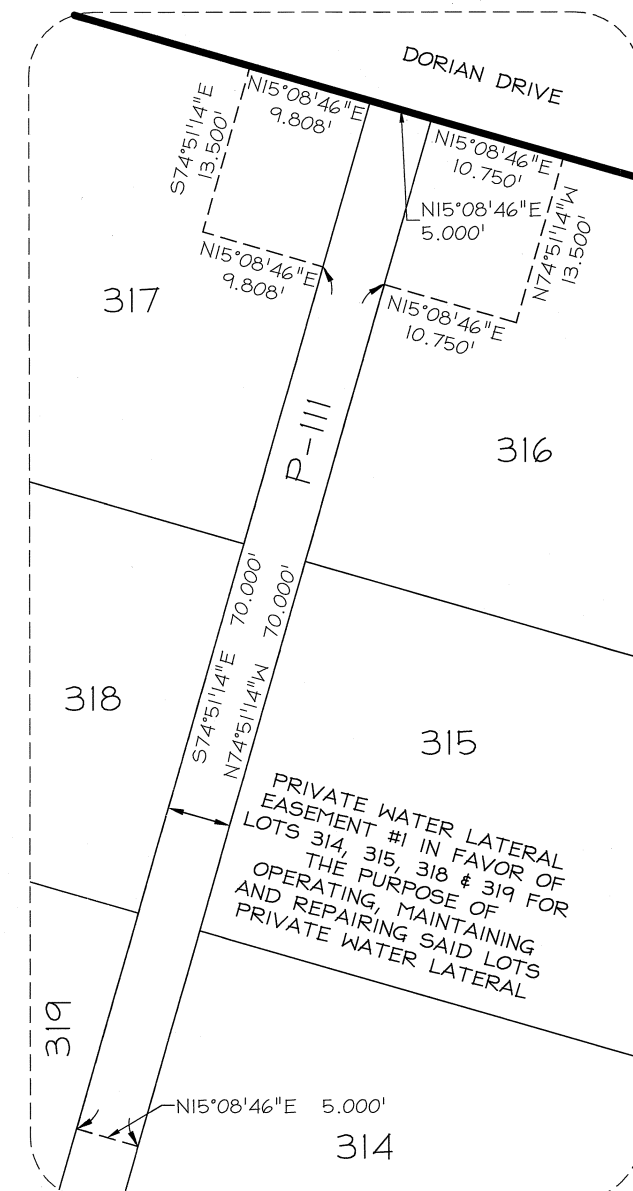 DORIAN DRIVE
N15°08'46"E
9.808'
S74°51'14"E
13.500'
N15°08'46"E
10.750'
N15°08'46"E
5.000'
N74°51'14"W
13.500'
N15°08'46"E
9.808'
N15°08'46"E
10.750'
317
P-111
316
S74°51'14"E 70.000'
N74°51'14"W 70.000'
318
315
PRIVATE WATER LATERAL
EASEMENT #1 IN FAVOR OF
LOTS 314, 315, 318 & 319 FOR
THE PURPOSE OF
OPERATING, MAINTAINING
AND REPAIRING SAID LOTS
PRIVATE WATER LATERAL
319
N15°08'46"E 5.000'
314